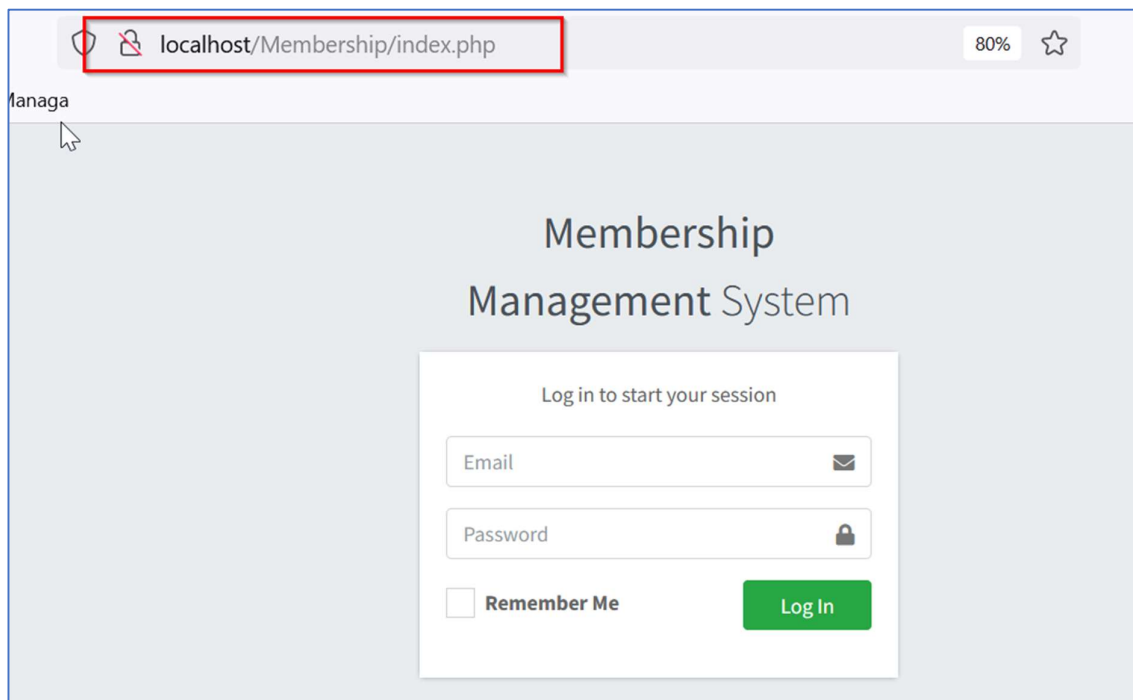 localhost/Membership/index.php
80%
Managa
Membership
Management System
Log in to start your session
Email
Password
Remember Me
Log In